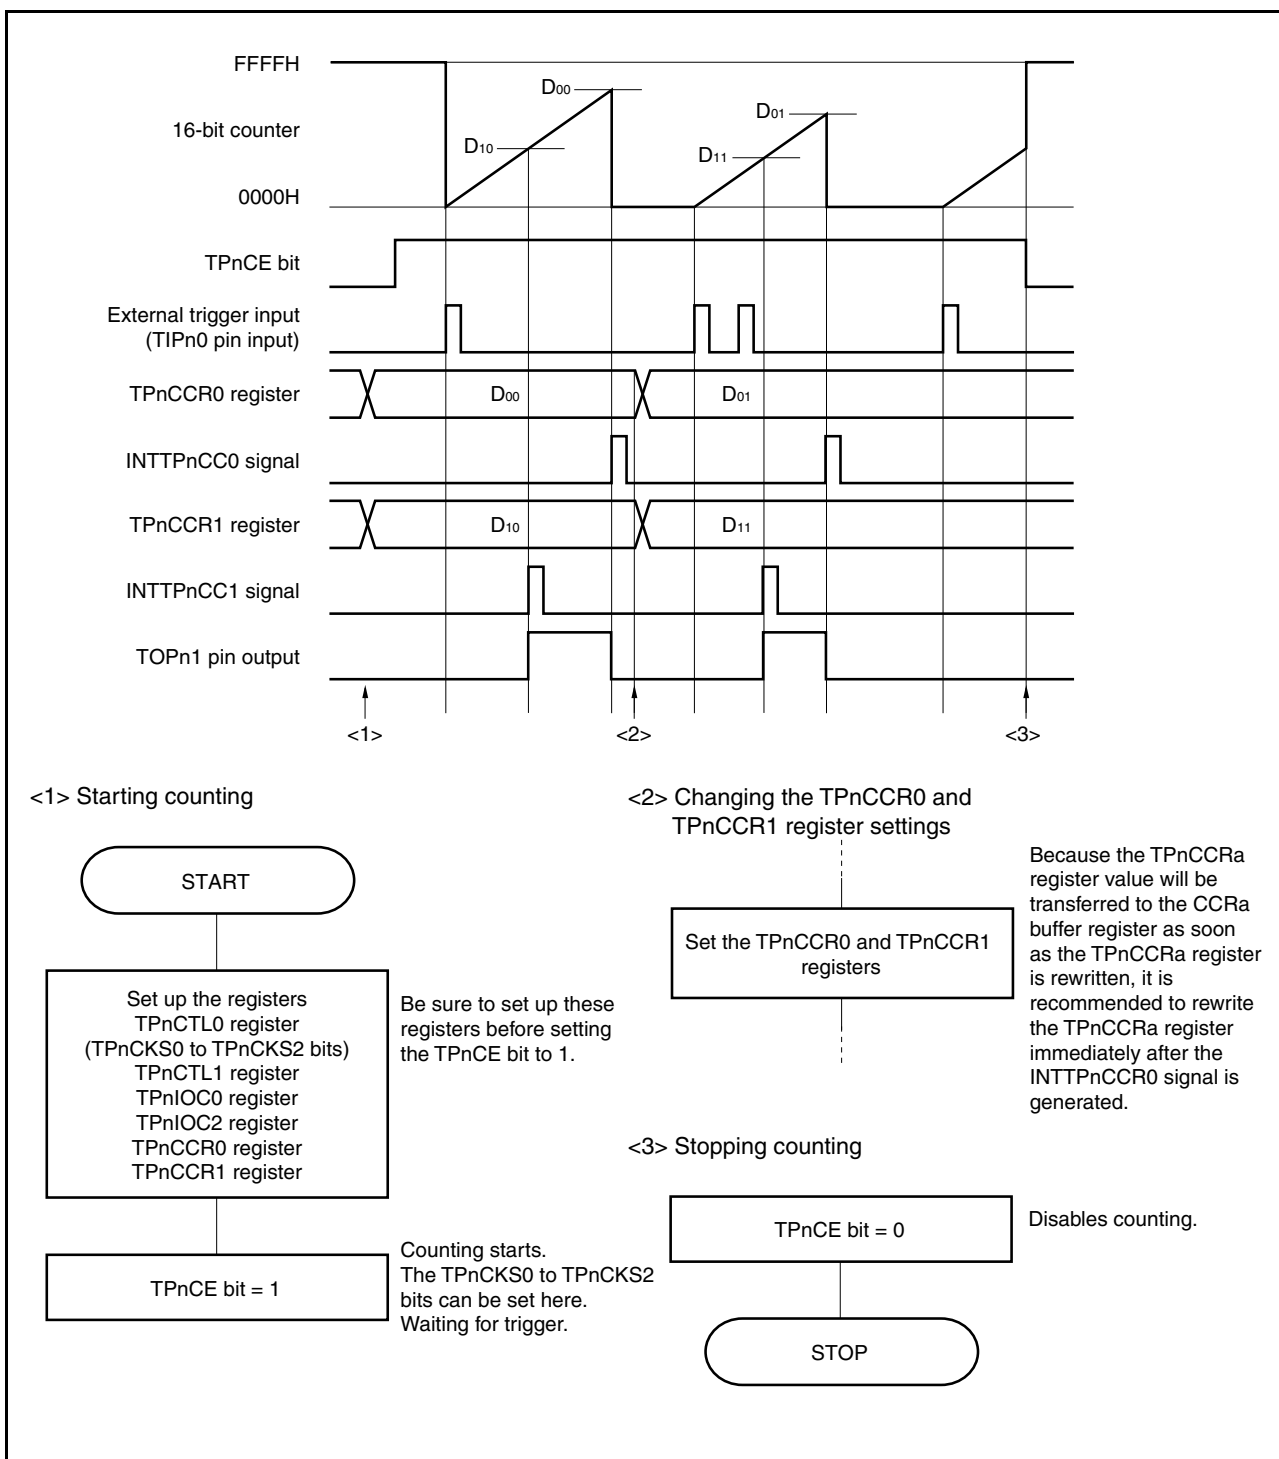 FFFFH
D00
D01
16-bit counter
D10
D11
0000H
TPnCE bit
External trigger input
(TIPn0 pin input)
TPnCCR0 register
D00
D01
INTTPnCC0 signal
TPnCCR1 register
D10
D11
INTTPnCC1 signal
TOPn1 pin output
<1>
<2>
<3>
<1> Starting counting
START
Set up the registers
TPnCTL0 register
(TPnCKS0 to TPnCKS2 bits)
TPnCTL1 register
TPnIOC0 register
TPnIOC2 register
TPnCCR0 register
TPnCCR1 register
Be sure to set up these
registers before setting
the TPnCE bit to 1.
TPnCE bit = 1
Counting starts.
The TPnCKS0 to TPnCKS2
bits can be set here.
Waiting for trigger.
<2> Changing the TPnCCR0 and
TPnCCR1 register settings
Set the TPnCCR0 and TPnCCR1
registers
Because the TPnCCRa
register value will be
transferred to the CCRa
buffer register as soon
as the TPnCCRa register
is rewritten, it is
recommended to rewrite
the TPnCCRa register
immediately after the
INTTPnCCR0 signal is
generated.
<3> Stopping counting
TPnCE bit = 0
Disables counting.
STOP